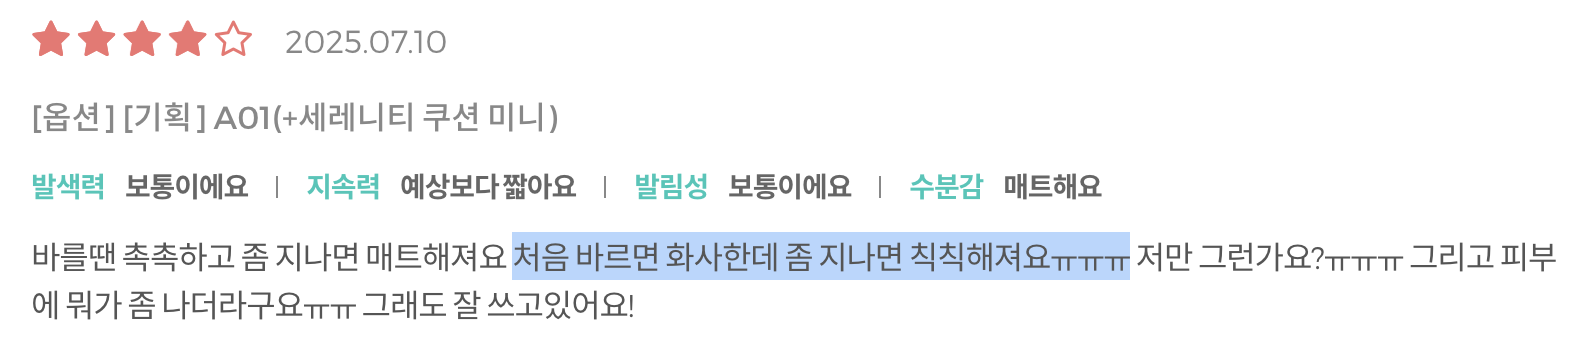 2025.07.10
[옵션] [기획] A01(+세레니티 쿠션 미니)
발색력 보통이에요 | 지속력 예상보다 짧아요 | 발림성 보통이에요 | 수분감 매트해요
바를땐 촉촉하고 좀 지나면 매트해져요 처음 바르면 화사한데 좀 지나면 칙칙해져요ㅠㅠㅠ 저만 그런가요?ㅠㅠㅠ 그리고 피부
에 뭐가 좀 나더라구요ㅠㅠ 그래도 잘 쓰고있어요!